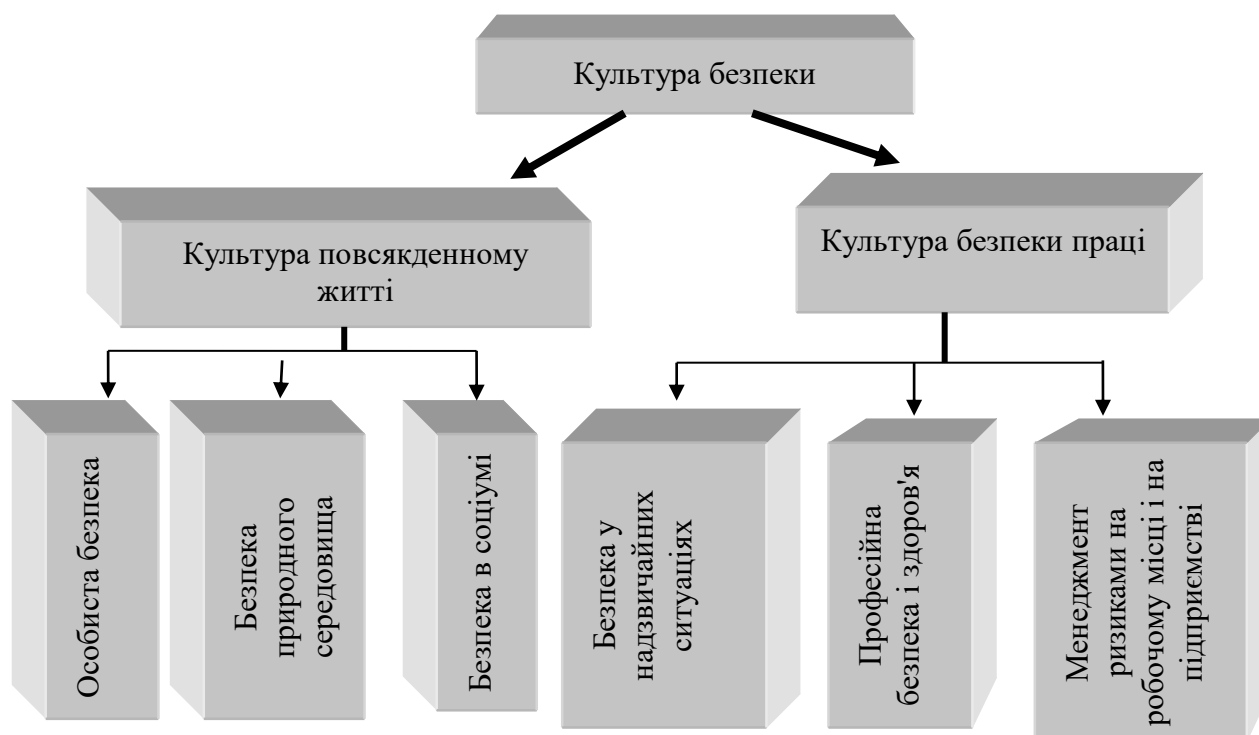 Культура безпеки
Культура повсякденному
житті
Культура безпеки праці
Особиста безпека
Безпека
природного
середовища
Безпека в соціумі
Безпека у
надзвичайних
ситуаціях
Професійна
безпека і здоров'я
Менеджмент
ризиками на
робочому місці і на
підприємстві